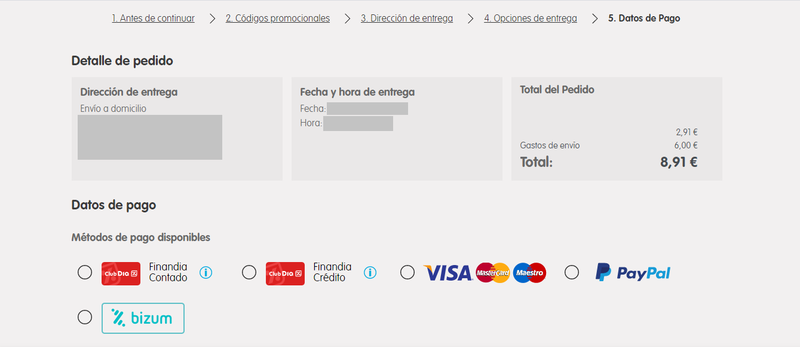 1. Antes de continuar 2. Códigos promocionales 3. Dirección de entrega 4. Opciones de entrega 5. Datos de Pago
Detalle de pedido
Dirección de entrega
Envío a domicilio
Fecha y hora de entrega
Fecha:
Hora:
Total del Pedido
2,91 €
Gastos de envío 6,00 €
Total: 8,91 €
Datos de pago
Métodos de pago disponibles
Club Dia
Finandia
Contado
i
Club Dia
Finandia
Crédito
i
VISA MasterCard Maestro
PayPal
bizum